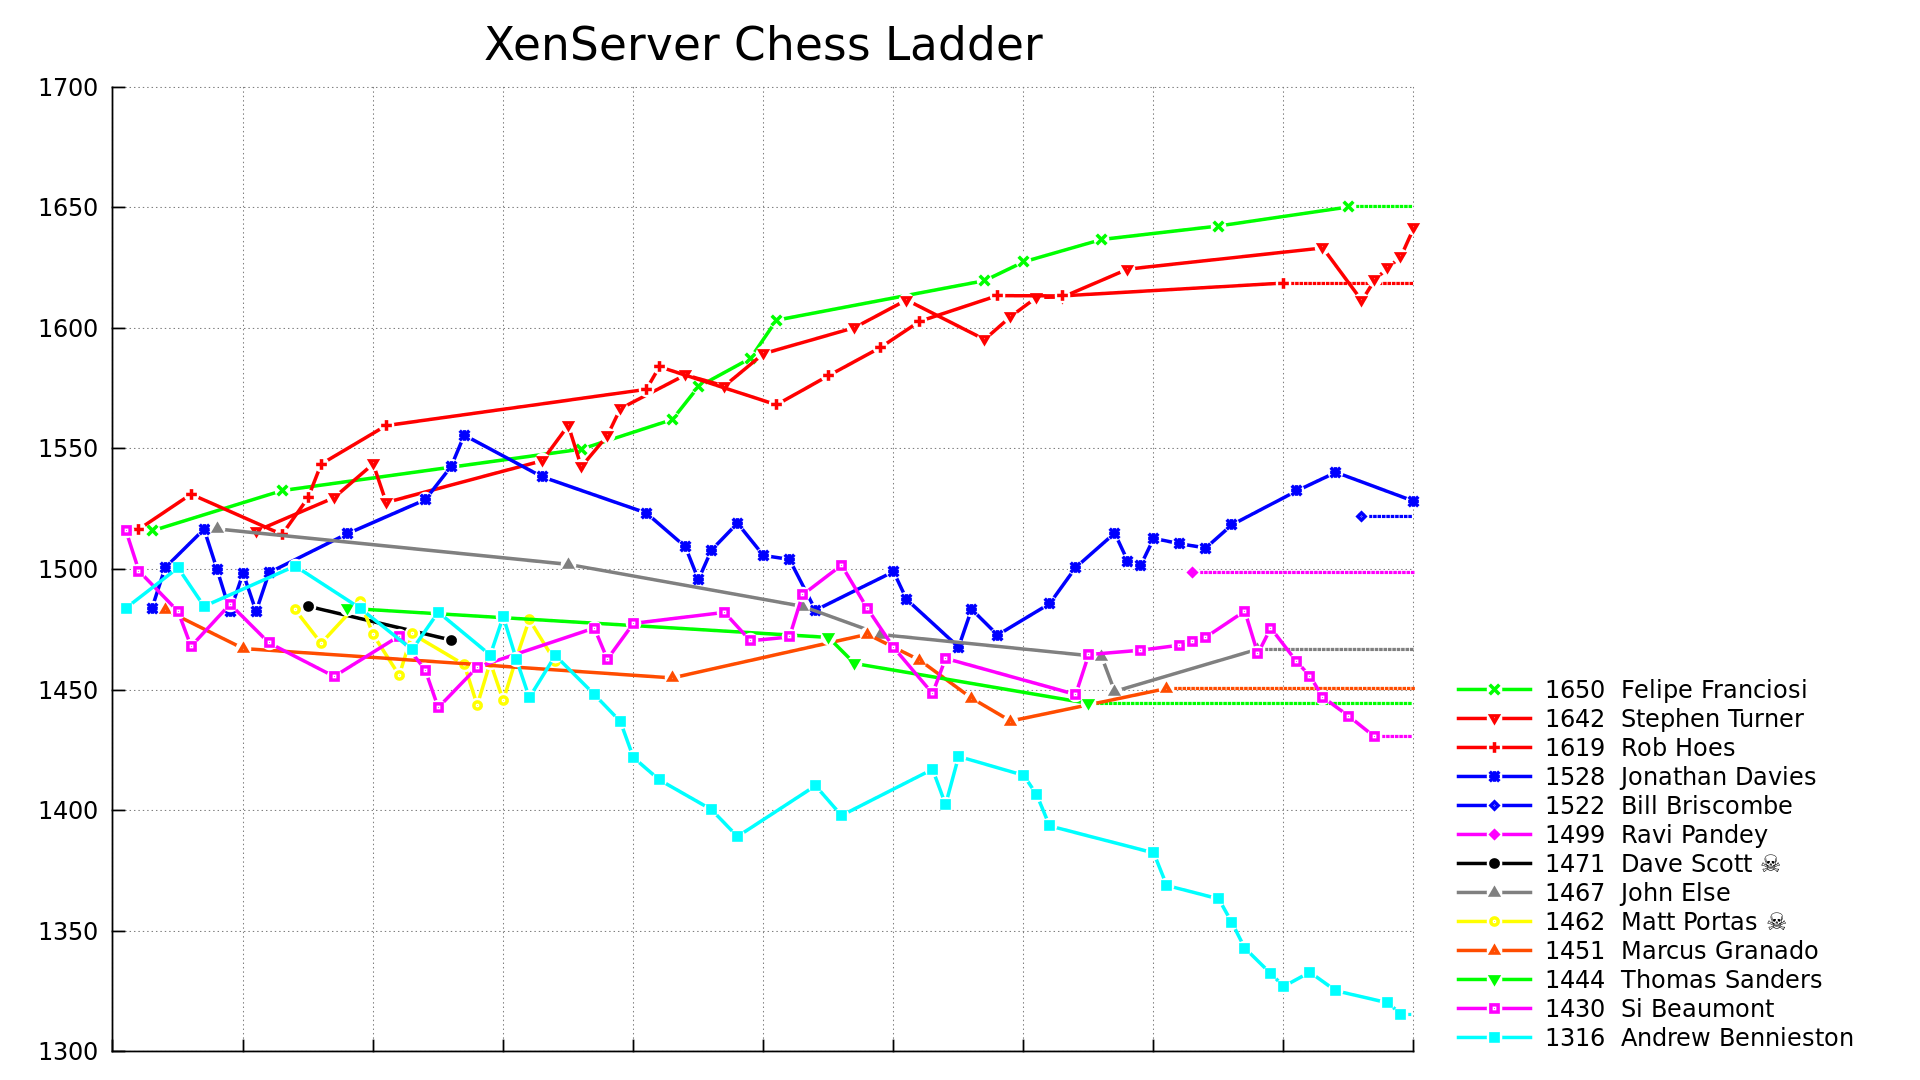 XenServer Chess Ladder
1700
1650
1600
1550
1500
1450
1400
1350
1300
1650 Felipe Franciosi
1642 Stephen Turner
1619 Rob Hoes
1528 Jonathan Davies
1522 Bill Briscombe
1499 Ravi Pandey
1471 Dave Scott ☠
1467 John Else
1462 Matt Portas ☠
1451 Marcus Granado
1444 Thomas Sanders
1430 Si Beaumont
1316 Andrew Bennieston